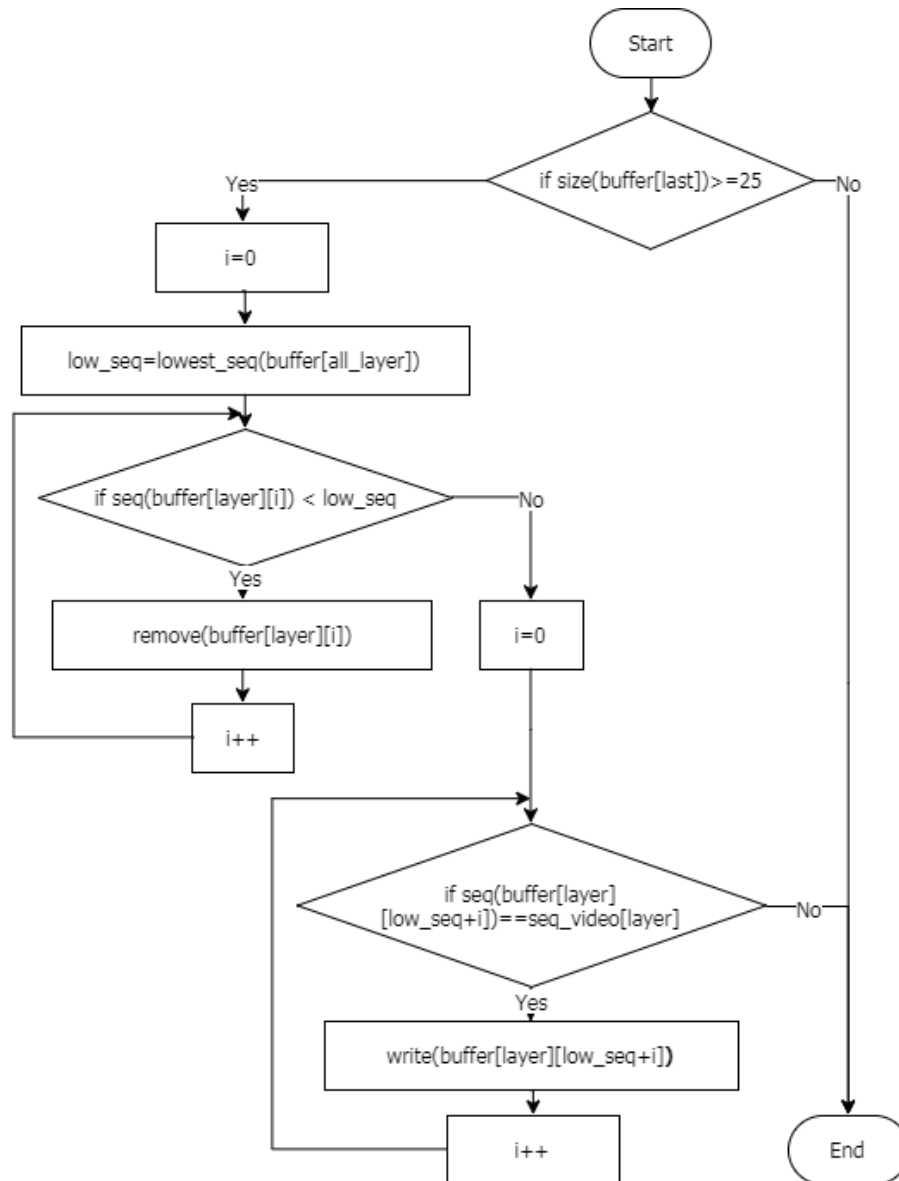 Start
if size(buffer[last])>=25
Yes
No
i=0
low_seq=lowest_seq(buffer[all_layer])
if seq(buffer[layer][i]) < low_seq
No
Yes
remove(buffer[layer][i])
i=0
i++
if seq(buffer[layer]
[low_seq+i])==seq_video[layer]
No
Yes
write(buffer[layer][low_seq+i])
i++
End